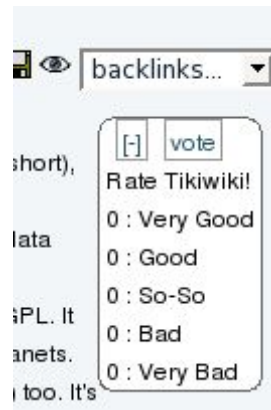 backlinks...
[-] vote
short),
Rate Tikiwiki!
0 : Very Good
lata
0 : Good
0 : So-So
GPL. It
0 : Bad
anets.
0 : Very Bad
too. It's